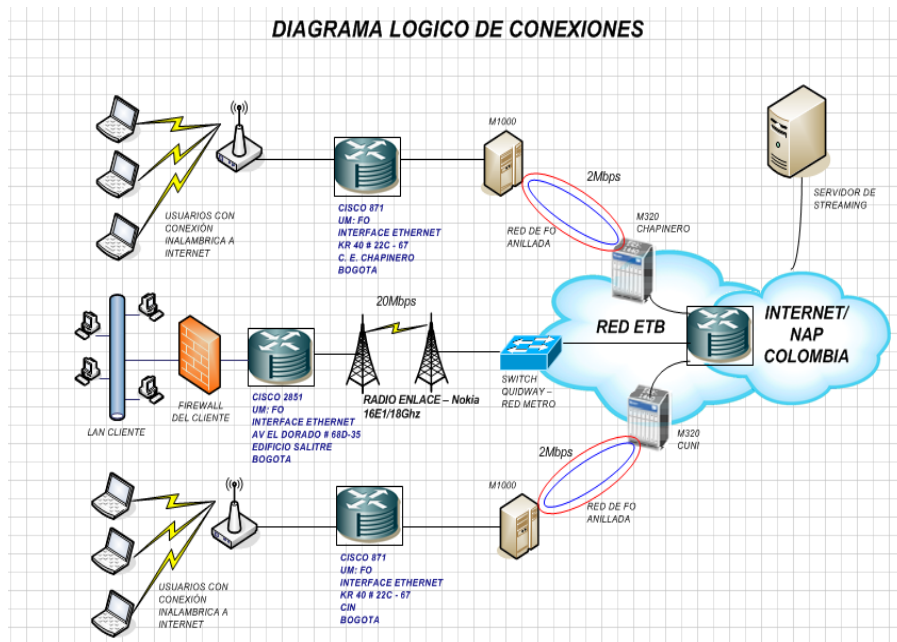 DIAGRAMA LOGICO DE CONEXIONES
M1000
2Mbps
SERVIDOR DE
STREAMING
USUARIOS CON
CONEXIÓN
INALAMBRICA A
INTERNET
CISCO 871
UM: FO
INTERFACE ETHERNET
KR 40 # 22C - 67
C. E. CHAPINERO
BOGOTA
RED DE FO
ANILLADA
M320
CHAPINERO
20Mbps
RED ETB
INTERNET/
NAP
COLOMBIA
LAN CLIENTE
FIREWALL
DEL CLIENTE
CISCO 2851
UM: FO
INTERFACE ETHERNET
AV EL DORADO # 68D-35
EDIFICIO SALITRE
BOGOTA
RADIO ENLACE – Nokia
16E1/18Ghz
SWITCH
QUIDWAY –
RED METRO
M320
CUNI
2Mbps
M1000
RED DE FO
ANILLADA
USUARIOS CON
CONEXIÓN
INALAMBRICA A
INTERNET
CISCO 871
UM: FO
INTERFACE ETHERNET
KR 40 # 22C - 67
CIN
BOGOTA